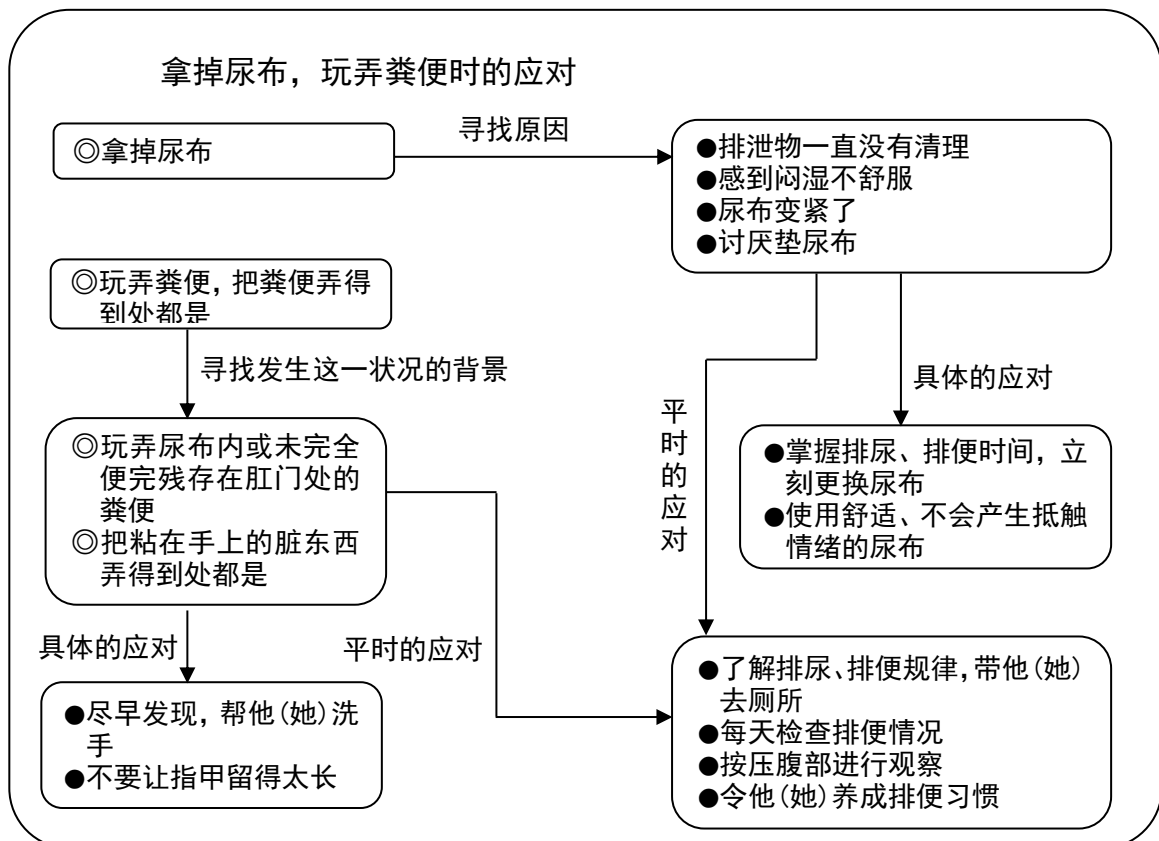 拿掉尿布，玩弄粪便时的应对
◎拿掉尿布
寻找原因
●排泄物一直没有清理
●感到闷湿不舒服
●尿布变紧了
●讨厌垫尿布
◎玩弄粪便，把粪便弄得
到处都是
寻找发生这一状况的背景
◎玩弄尿布内或未完全
便完残存在肛门处的
粪便
◎把粘在手上的脏东西
弄得到处都是
具体的应对
●尽早发现，帮他(她)洗
手
●不要让指甲留得太长
平时的应对
平时的应对
具体的应对
●掌握排尿、排便时间，立
刻更换尿布
●使用舒适、不会产生抵触
情绪的尿布
●了解排尿、排便规律，带他(她)
去厕所
●每天检查排便情况
●按压腹部进行观察
●令他(她)养成排便习惯